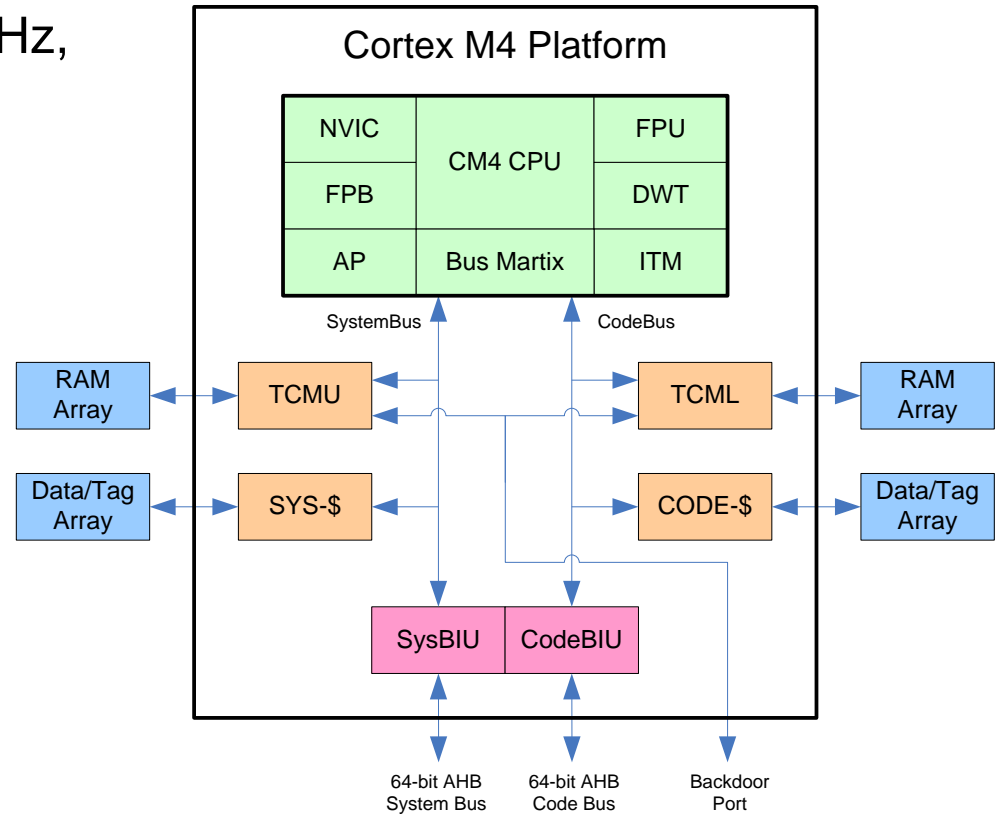 Hz,
Cortex M4 Platform
NVIC
FPU
CM4 CPU
FPB
DWT
AP
Bus Martix
ITM
SystemBus
CodeBus
RAM
Array
TCMU
TCML
RAM
Array
Data/Tag
Array
SYS-$
CODE-$
Data/Tag
Array
SysBIU
CodeBIU
64-bit AHB
System Bus
64-bit AHB
Code Bus
Backdoor
Port